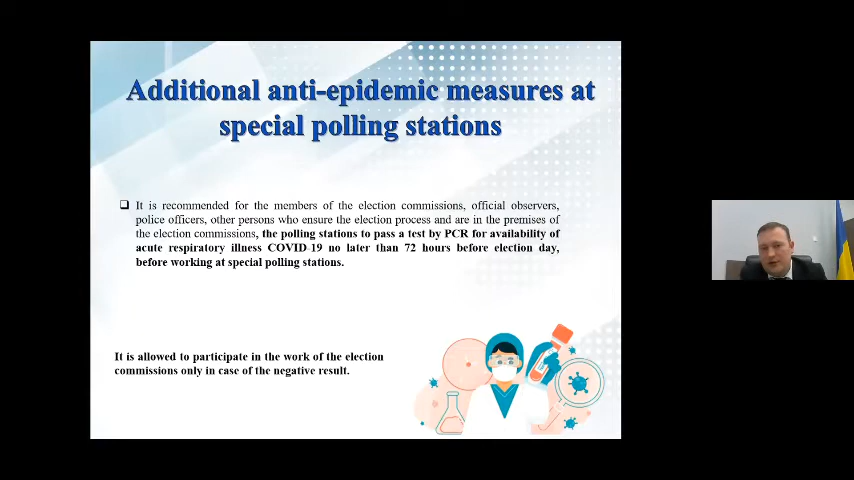 Additional anti-epidemic measures at
special polling stations
It is recommended for the members of the election commissions, official observers,
police officers, other persons who ensure the election process and are in the premises of
the election commissions, the polling stations to pass a test by PCR for availability of
acute respiratory illness COVID-19 no later than 72 hours before election day,
before working at special polling stations.
It is allowed to participate in the work of the election
commissions only in case of the negative result.